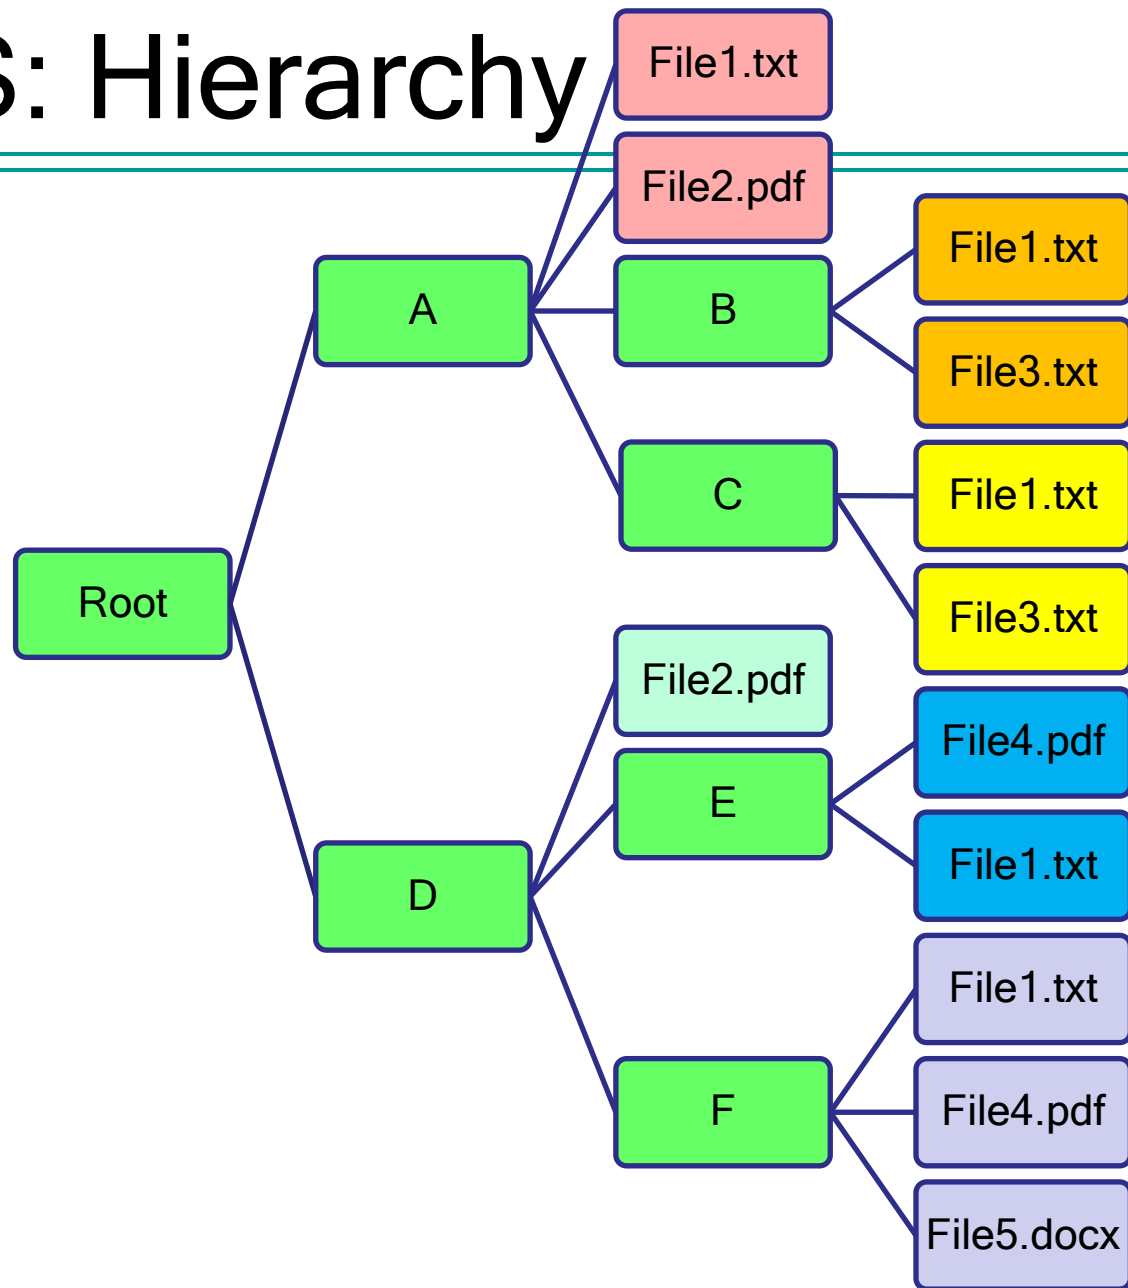 S: Hierarchy
File1.txt
File2.pdf
File1.txt
A
B
File3.txt
C
File1.txt
Root
File3.txt
File2.pdf
File4.pdf
E
File1.txt
D
File1.txt
F
File4.pdf
File5.docx